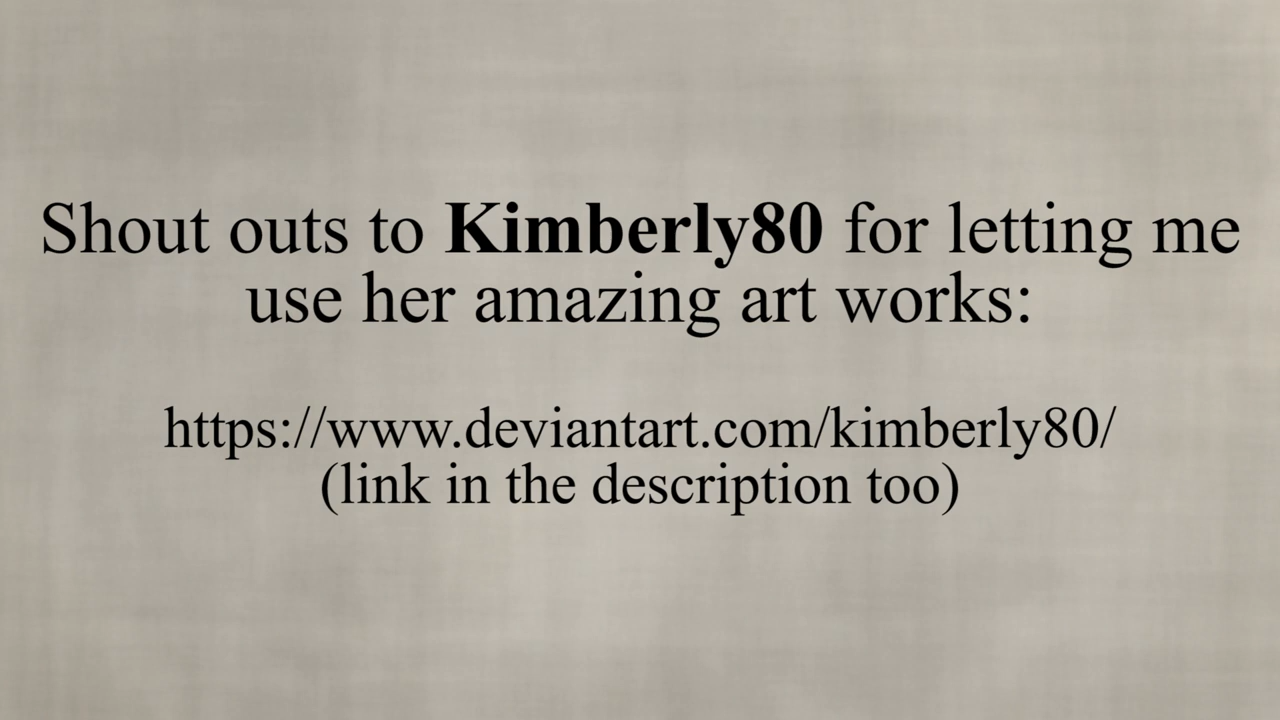 Shout outs to Kimberly80 for letting me
use her amazing art works:
https://www.deviantart.com/kimberly80/
(link in the description too)